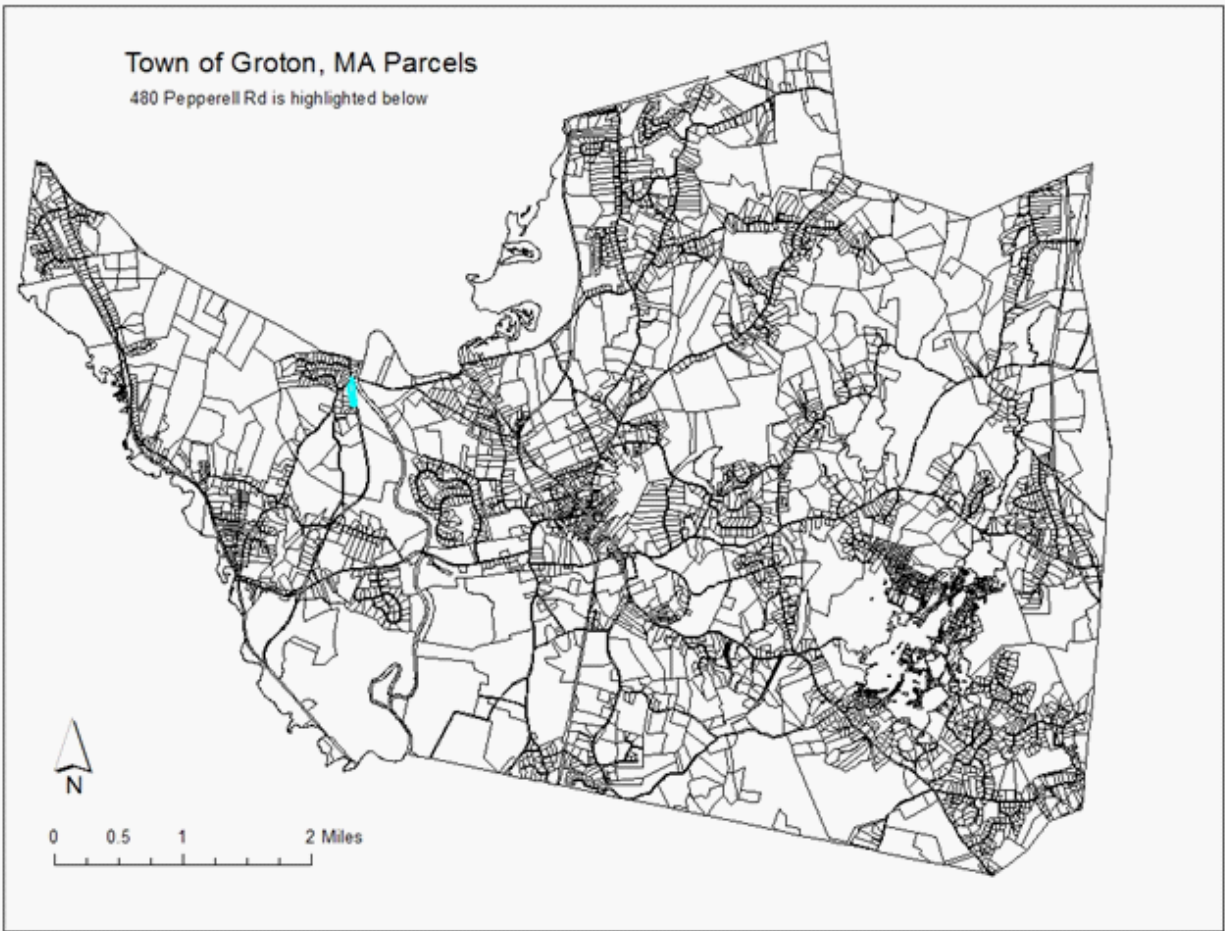 Town of Groton, MA Parcels
480 Pepperell Rd is highlighted below
N
0 0.5 1 2 Miles